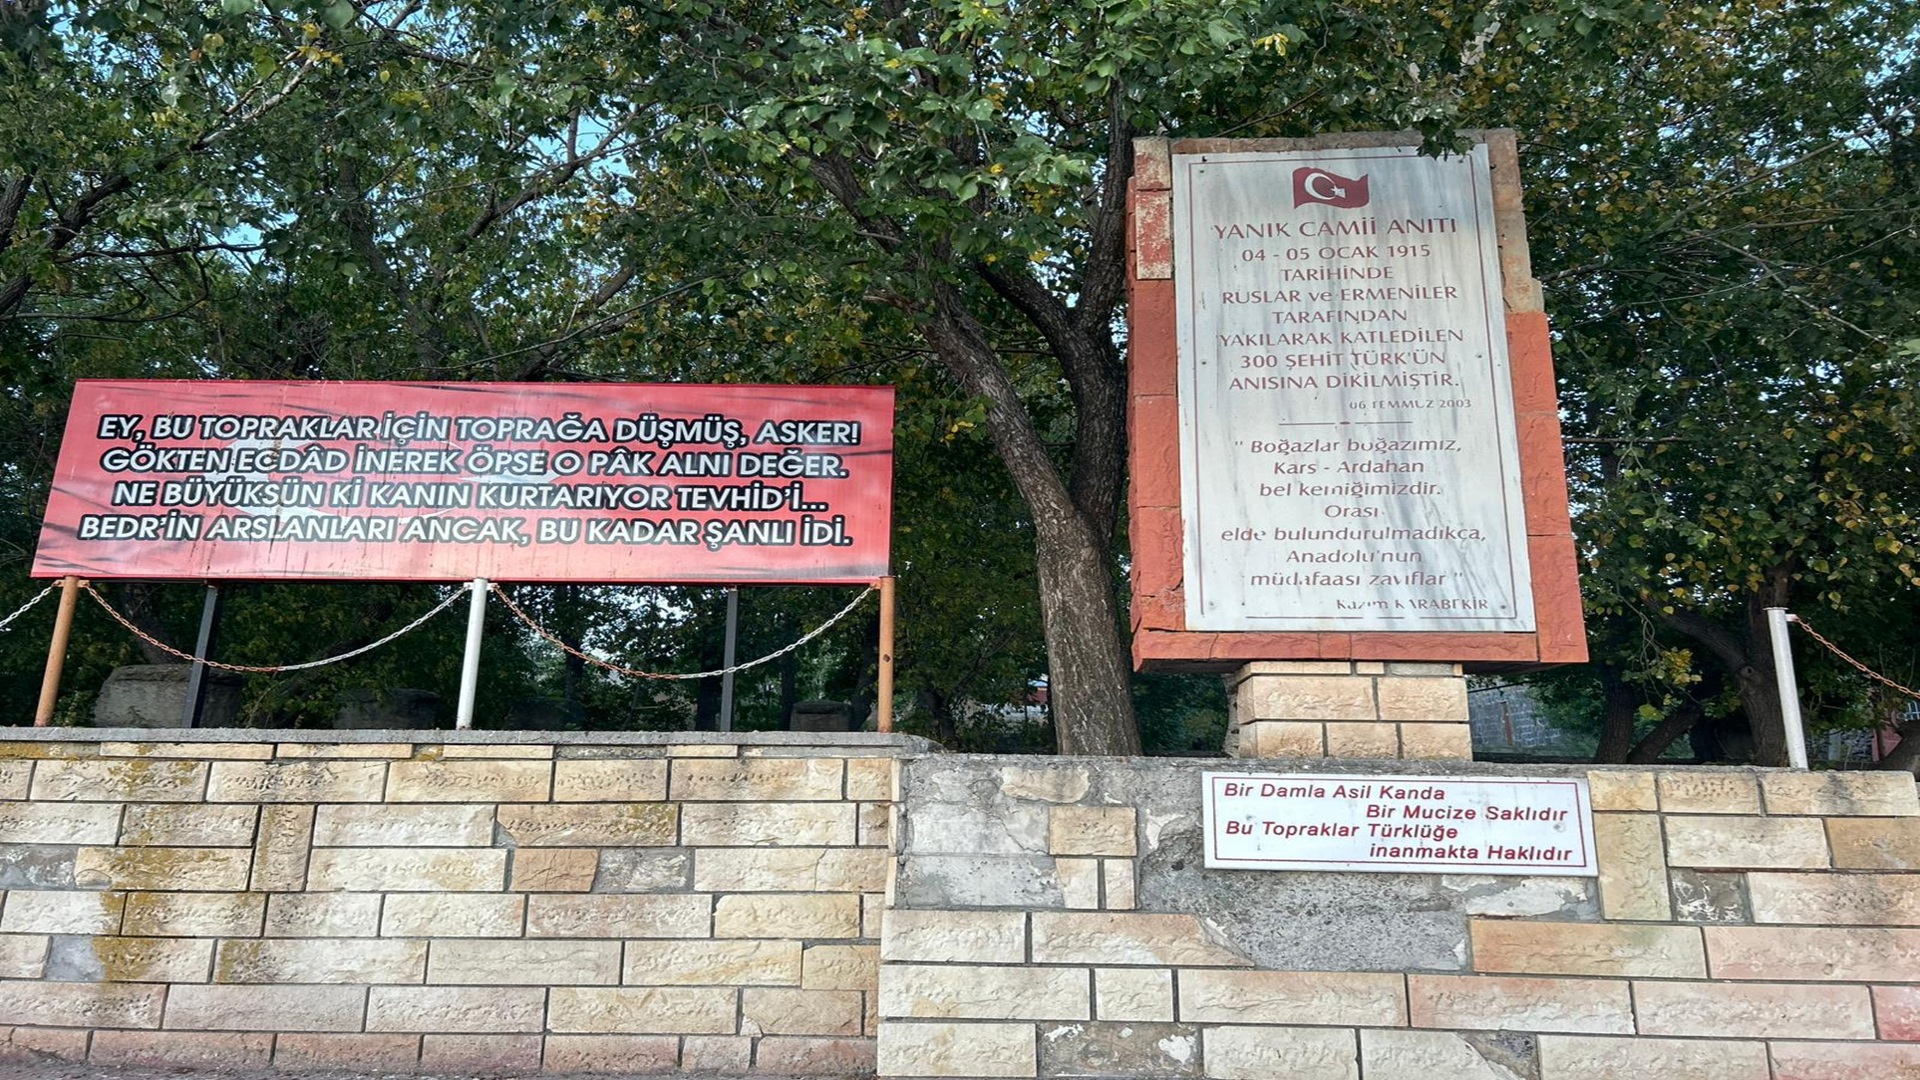 EY, BU TOPRAKLAR İÇİN TOPRAĞA DÜŞMÜŞ, ASKER!
GÖKTEN ECDÂD İNEREK ÖPSE O PÂK ALNI DEĞER.
NE BÜYÜKSÜN Kİ KANIN KURTARIYOR TEVHİD'İ...
BEDR'İN ARSLANLARI ANCAK, BU KADAR ŞANLI İDİ.
YANIK CAMİİ ANITI
04 - 05 OCAK 1915
TARİHİNDE
RUSLAR ve ERMENİLER
TARAFINDAN
YAKILARAK KATLEDİLEN
300 ŞEHİT TÜRK'ÜN
ANISINA DİKİLMİŞTİR.
06 TEMMUZ 2003
" Boğazlar boğazımız,
Kars - Ardahan
bel kemiğimizdir.
Orası
elde bulundurulmadıkça,
Anadolu'nun
müdafaası zayıflar "
Kazım KARABEKİR
Bir Damla Asil Kanda
Bir Mucize Saklıdır
Bu Topraklar Türklüğe
inanmakta Haklıdır